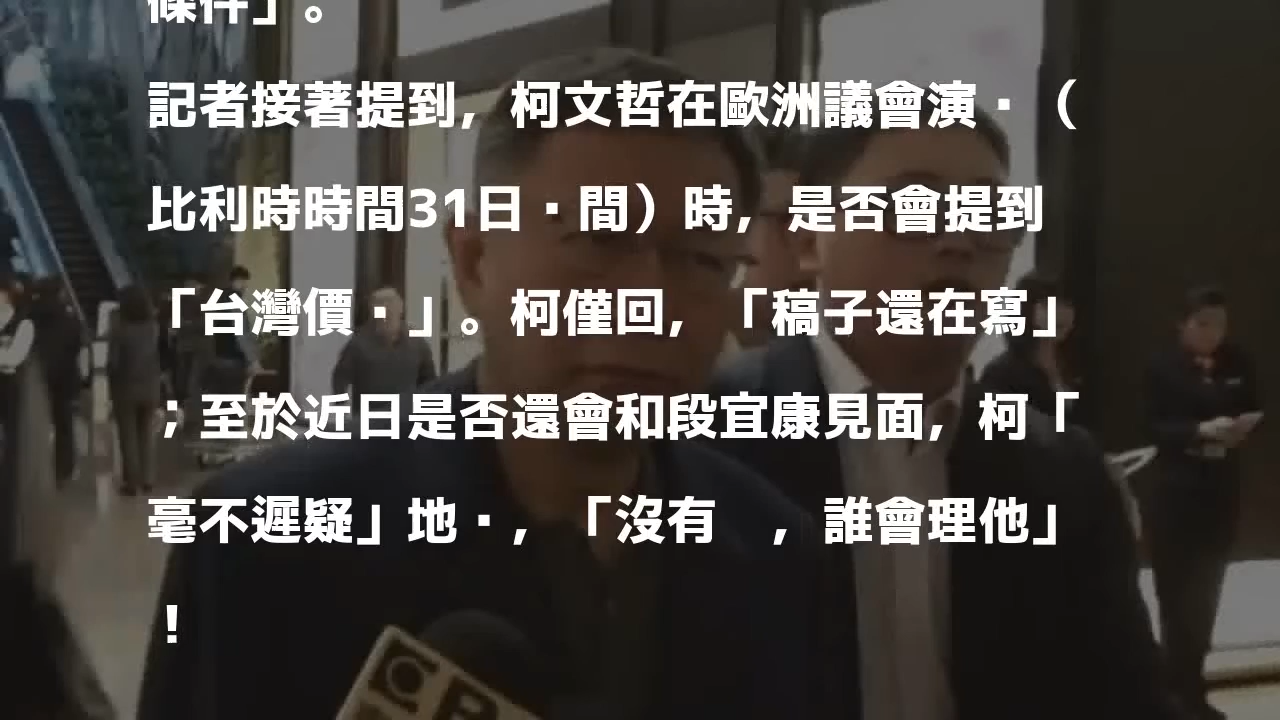 條件」。
記者接著提到，柯文哲在歐洲議會演▪（
比利時時間31日▪間）時，是否會提到
「台灣價▪」。柯僅回，「稿子還在寫」
；至於近日是否還會和段宜康見面，柯「
毫不遲疑」地▪，「沒有　，誰會理他」
！